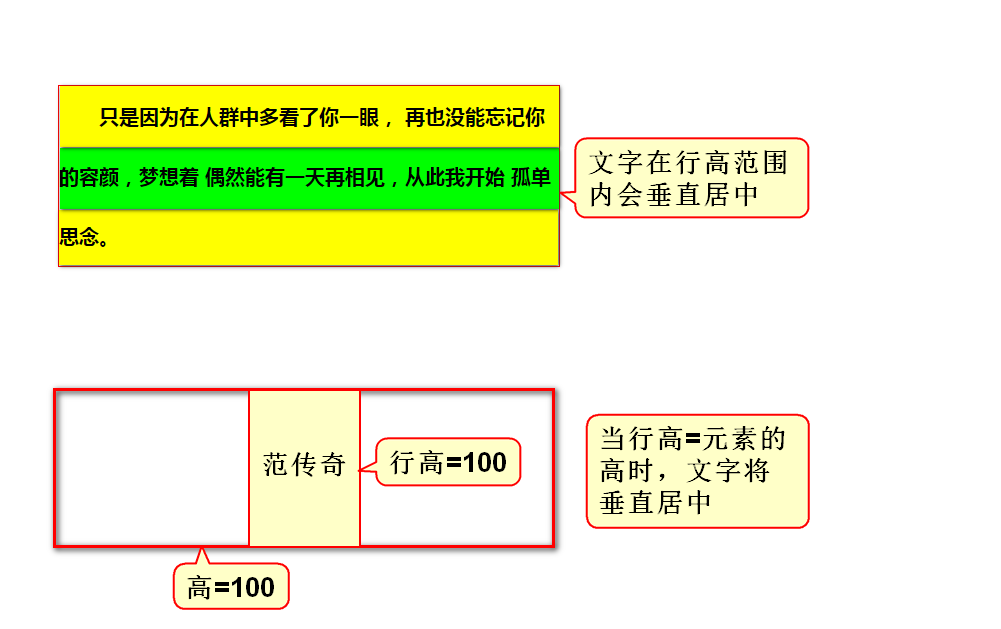 只是因为在人群中多看了你一眼， 再也没能忘记你
的容颜，梦想着 偶然能有一天再相见，从此我开始 孤单
思念。
文字在行高范围
内会垂直居中
范传奇
行高=100
当行高=元素的
高时，文字将
垂直居中
高=100